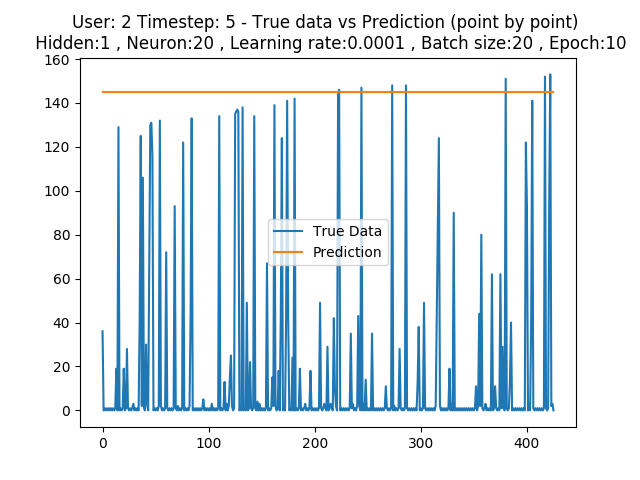 User: 2 Timestep: 5 - True data vs Prediction (point by point)
Hidden:1 , Neuron:20 , Learning rate:0.0001 , Batch size:20 , Epoch:10
160
140
120
100
80
60
40
20
0
True Data
Prediction
0 100 200 300 400